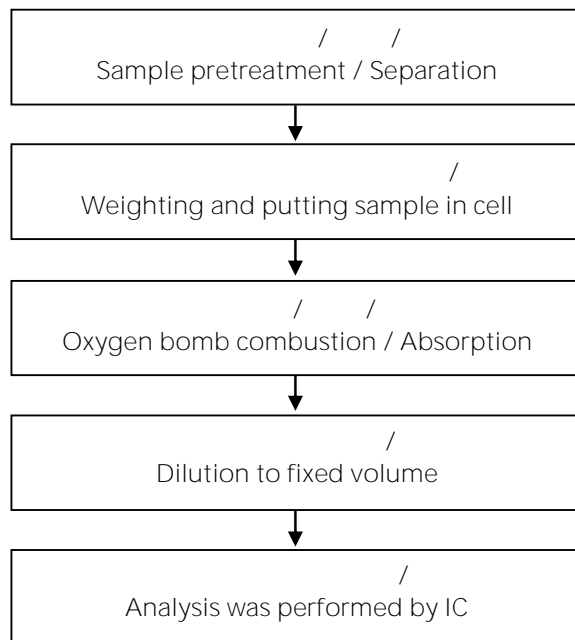 / /
Sample pretreatment / Separation
/
Weighting and putting sample in cell
/ /
Oxygen bomb combustion / Absorption
/
Dilution to fixed volume
/
Analysis was performed by IC